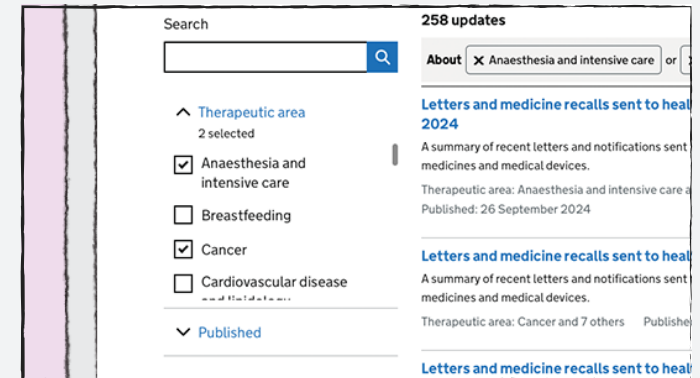 Search
Therapeutic area
2 selected
Anaesthesia and
intensive care
Breastfeeding
Cancer
Cardiovascular disease
and lipidology
Published
258 updates
About Anaesthesia and intensive care or
Letters and medicine recalls sent to heal
2024
A summary of recent letters and notifications sent
medicines and medical devices.
Therapeutic area: Anaesthesia and intensive care a
Published: 26 September 2024
Letters and medicine recalls sent to heal
A summary of recent letters and notifications sent
medicines and medical devices.
Therapeutic area: Cancer and 7 others Publishe
Letters and medicine recalls sent to heal